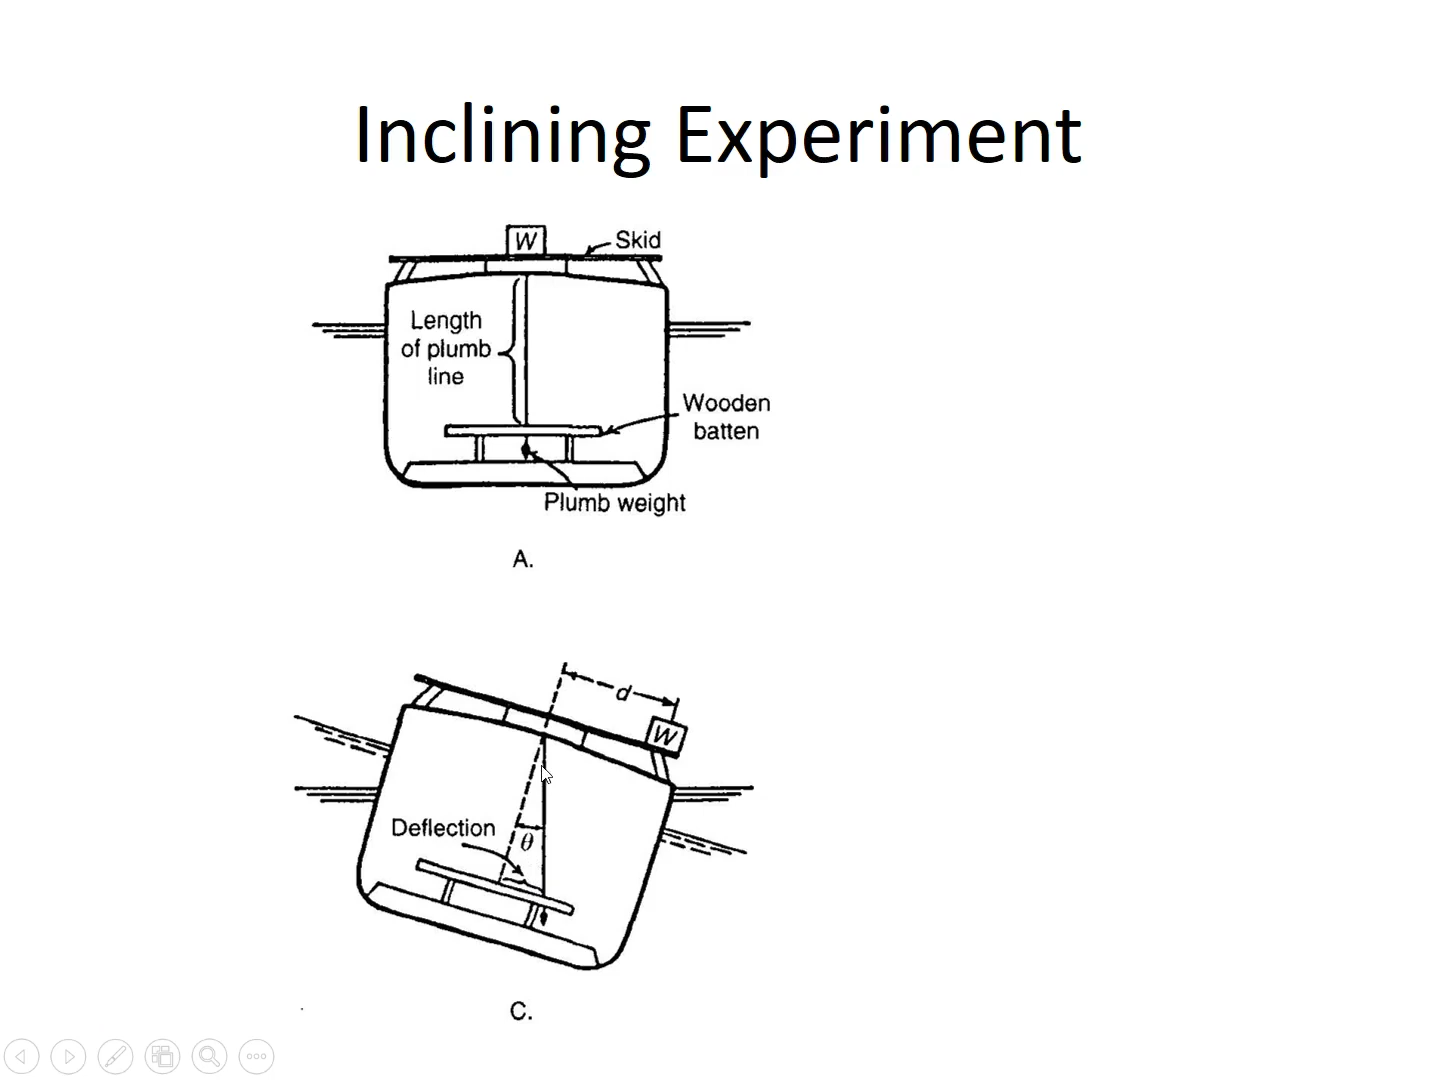 Inclining Experiment
W
Skid
Length
of plumb
line
Wooden
batten
Plumb weight
A.
d
W
Deflection
θ
C.